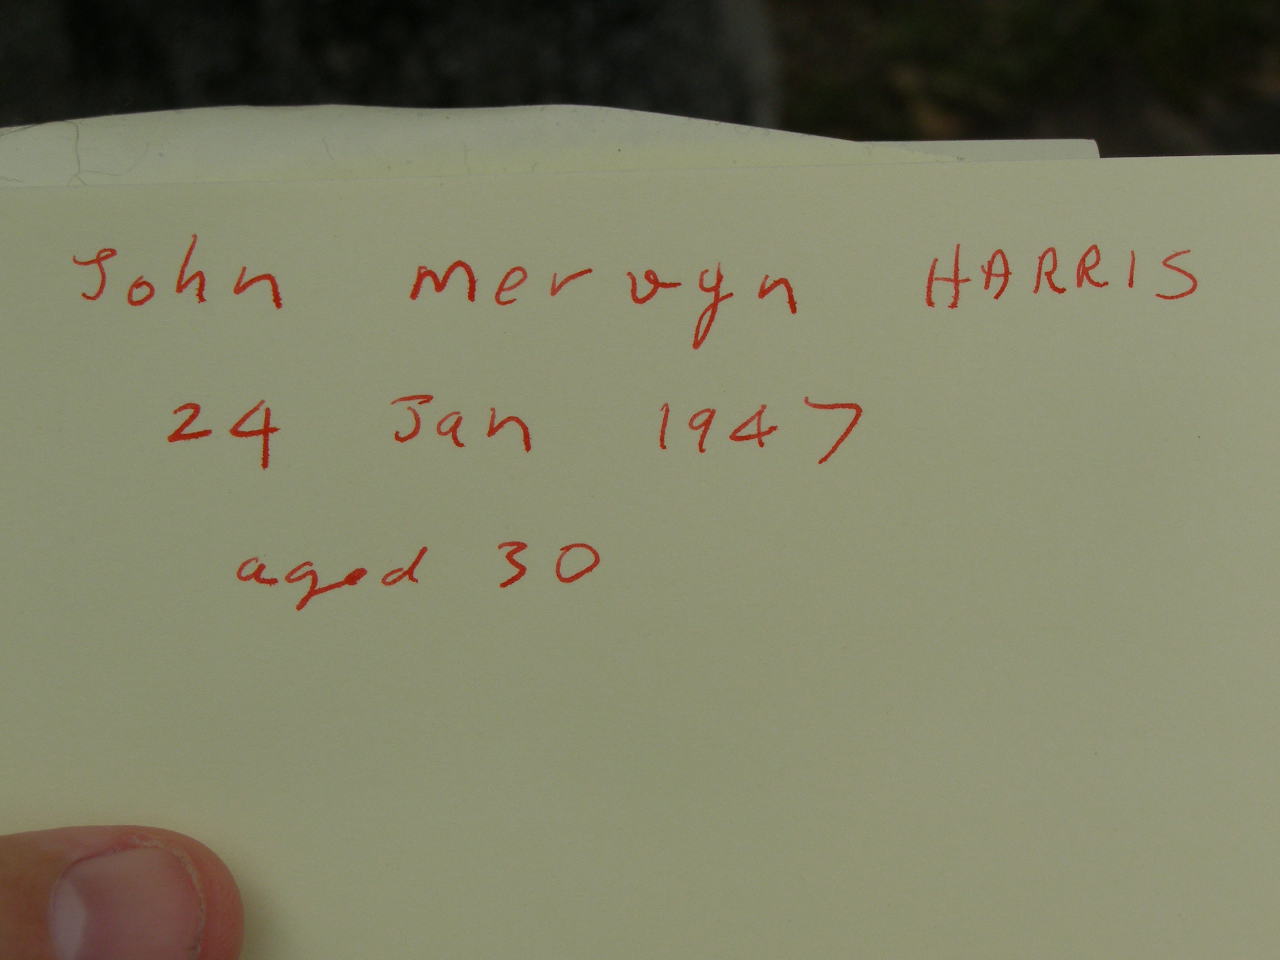 John Mervyn HARRIS
24 Jan 1947
aged 30